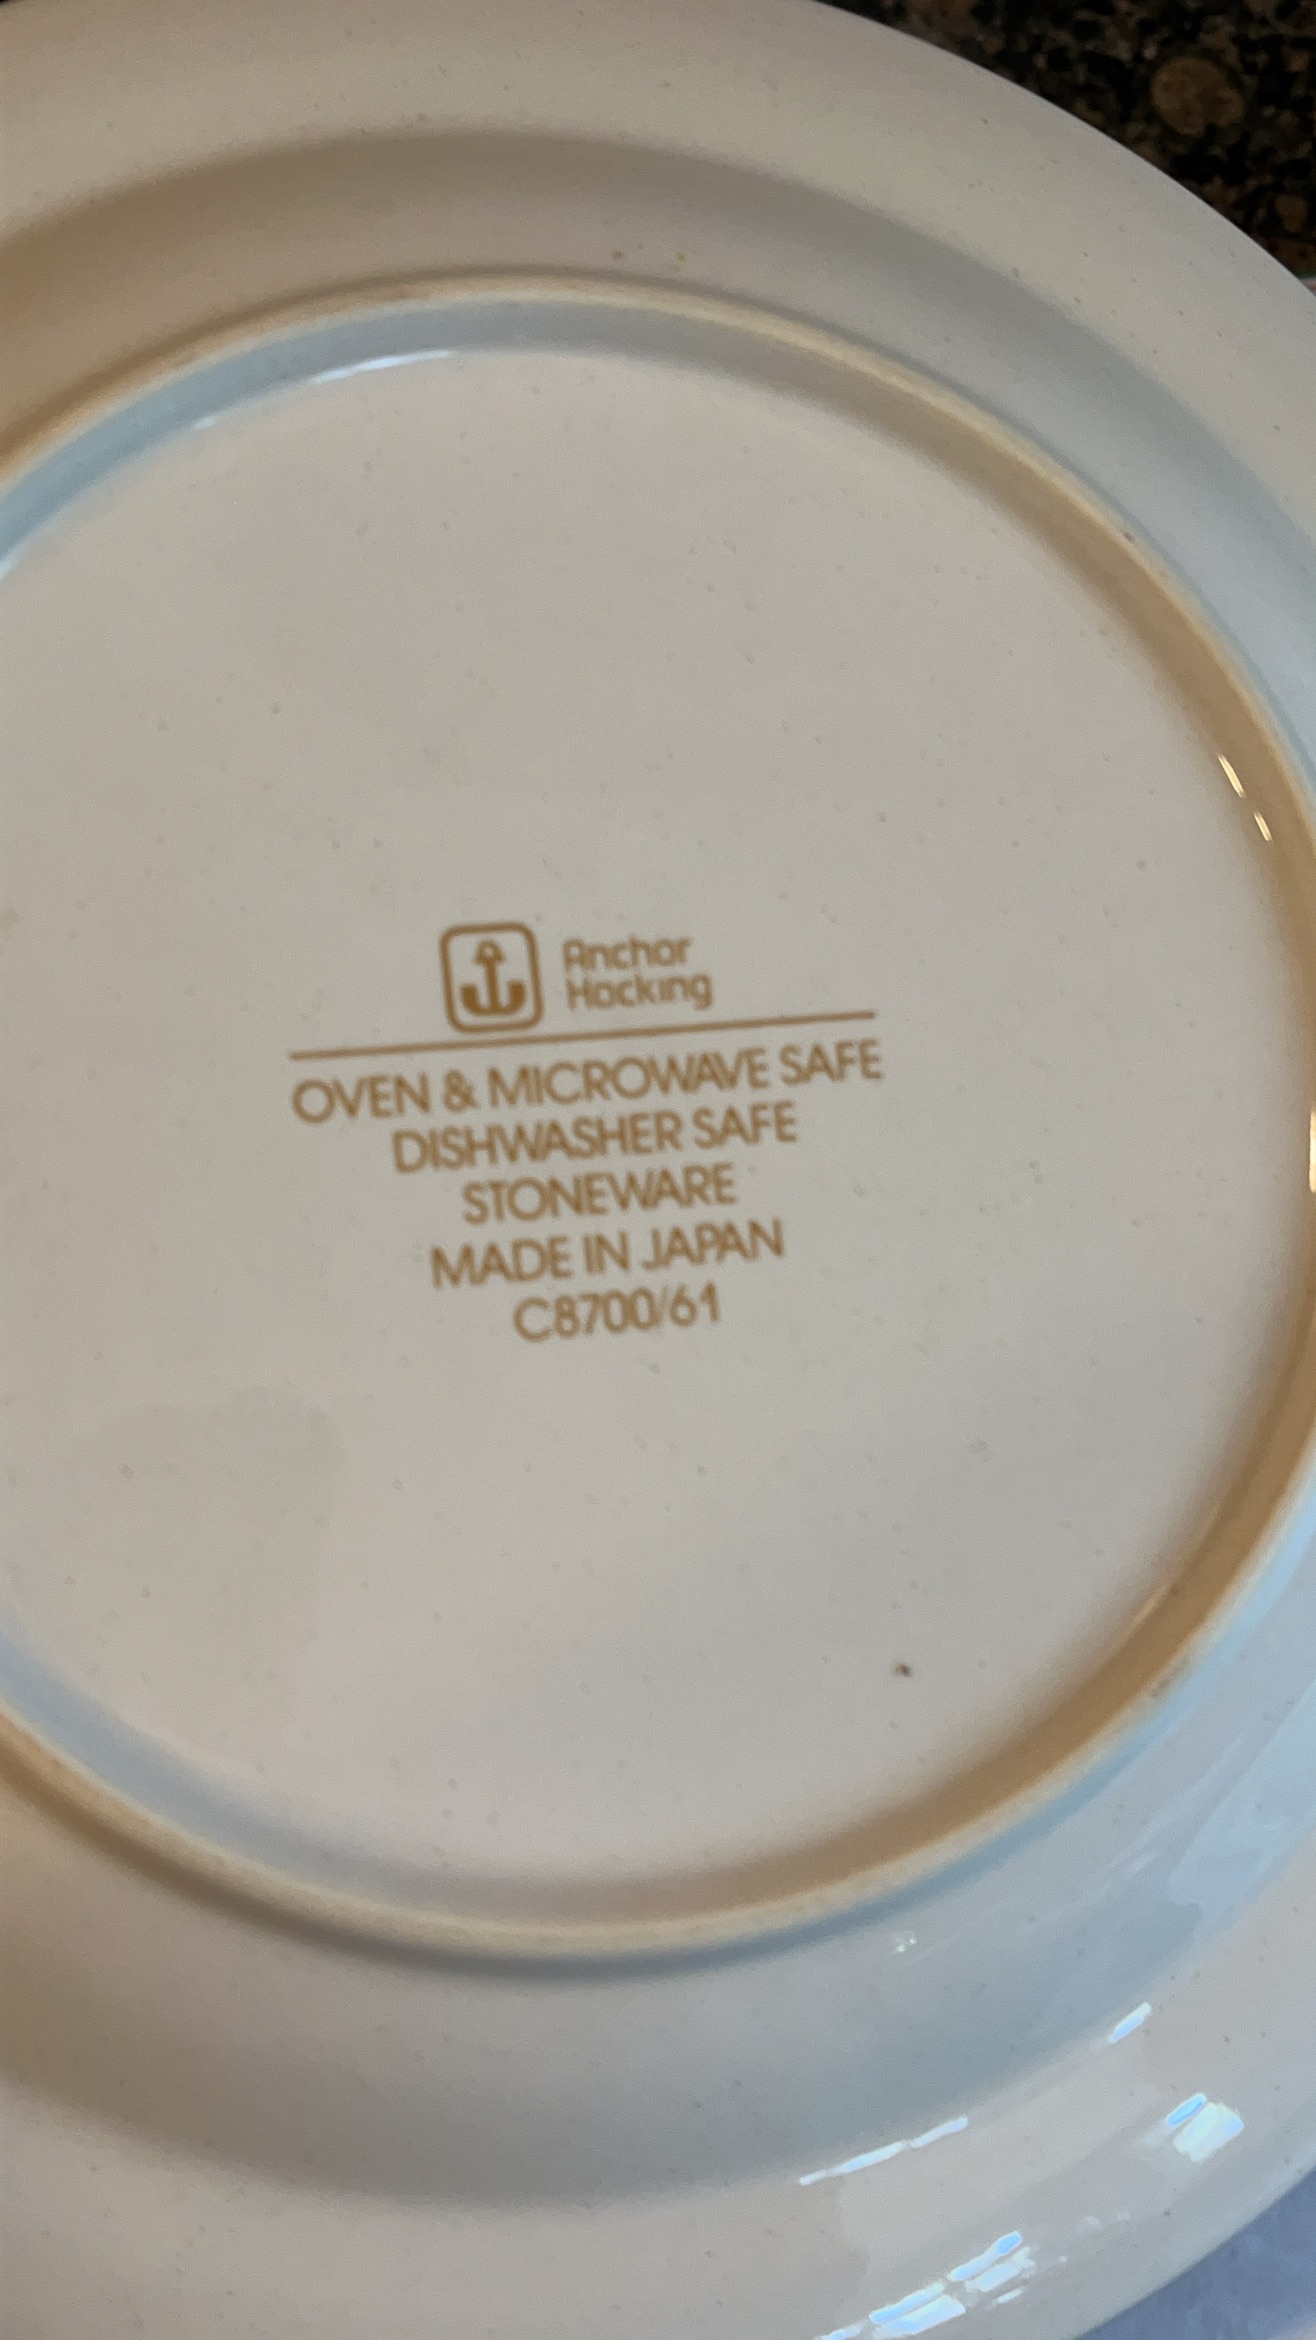 Anchor
Hocking
OVEN & MICROWAVE SAFE
DISHWASHER SAFE
STONEWARE
MADE IN JAPAN
C8700/61